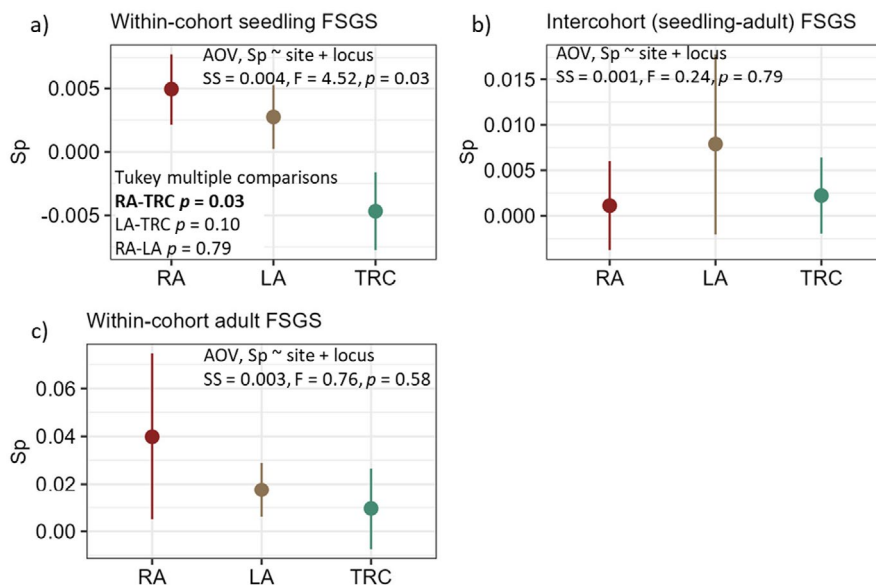 a)
Within-cohort seedling FSGS
AOV, Sp ~ site + locus
SS = 0.004, F = 4.52, p = 0.03
0.005
0.000
-0.005
Sp
Tukey multiple comparisons
RA-TRC p = 0.03
LA-TRC p = 0.10
RA-LA p = 0.79
RA LA TRC
b)
Intercohort (seedling-adult) FSGS
AOV, Sp ~ site + locus
SS = 0.001, F = 0.24, p = 0.79
0.015
0.010
0.005
0.000
Sp
RA LA TRC
c)
Within-cohort adult FSGS
AOV, Sp ~ site + locus
SS = 0.003, F = 0.76, p = 0.58
0.06
0.04
0.02
0.00
Sp
RA LA TRC